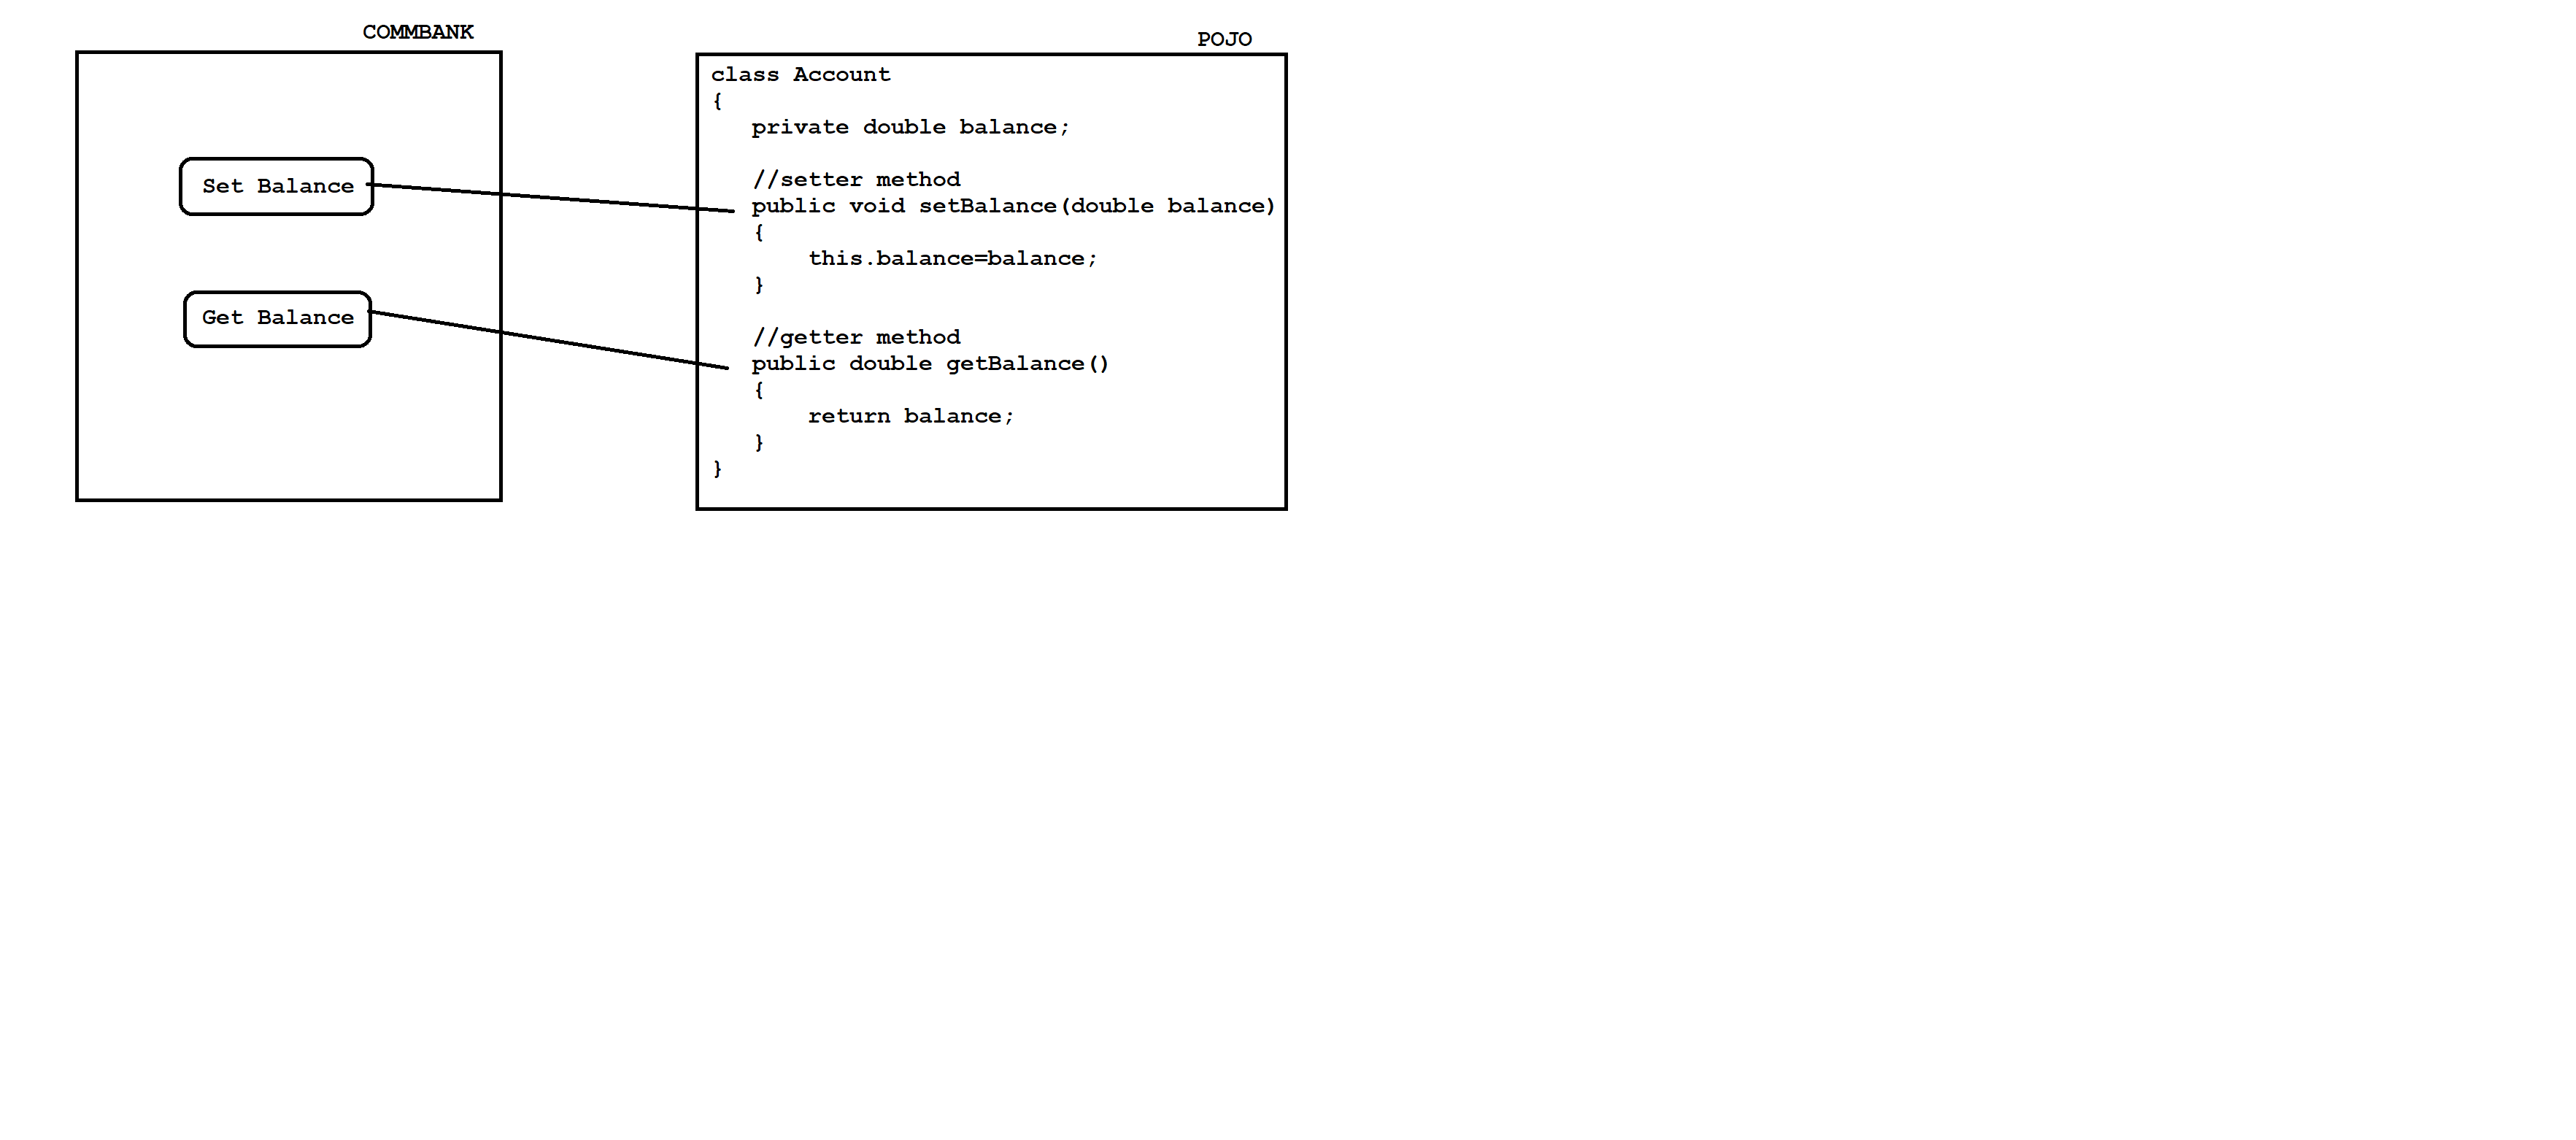 COMMBANK
Set Balance
Get Balance
POJO
class Account
{
   private double balance;

   //setter method
   public void setBalance(double balance)
   {
       this.balance=balance;
   }

   //getter method
   public double getBalance()
   {
       return balance;
   }
}